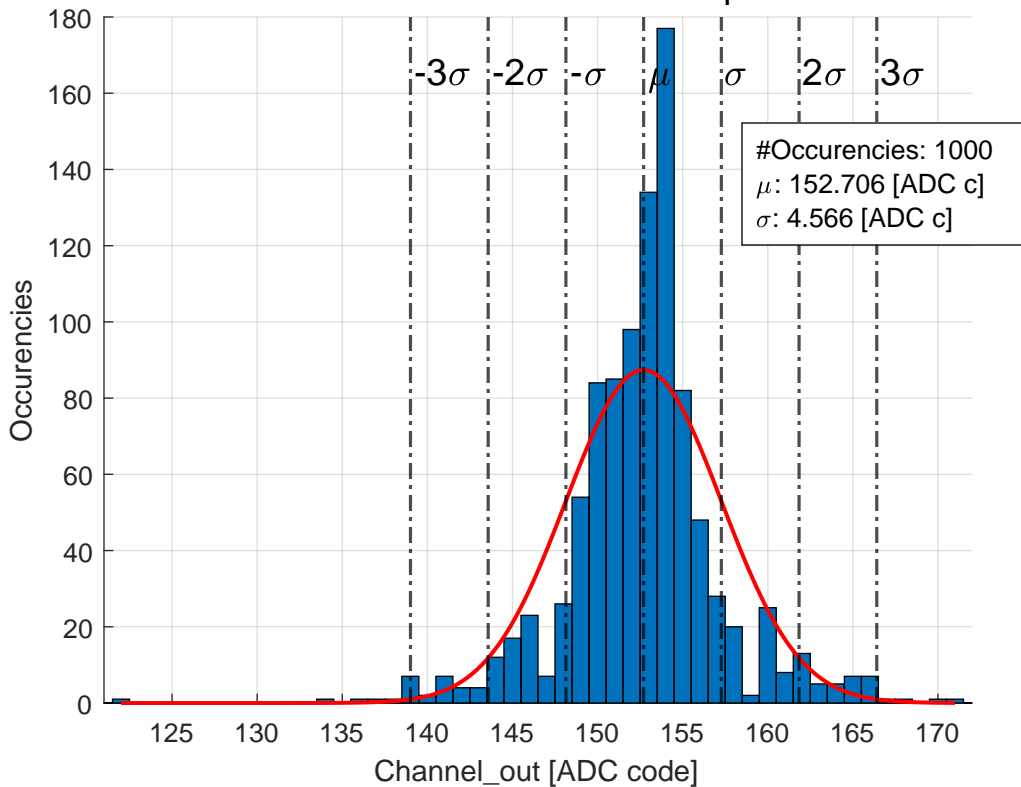 180
160
140
120
100
80
60
40
20
0
Occurencies
-3σ -2σ -σ μ σ 2σ 3σ
#Occurencies: 1000
μ: 152.706 [ADC c]
σ: 4.566 [ADC c]
125 130 135 140 145 150 155 160 165 170
Channel_out [ADC code]